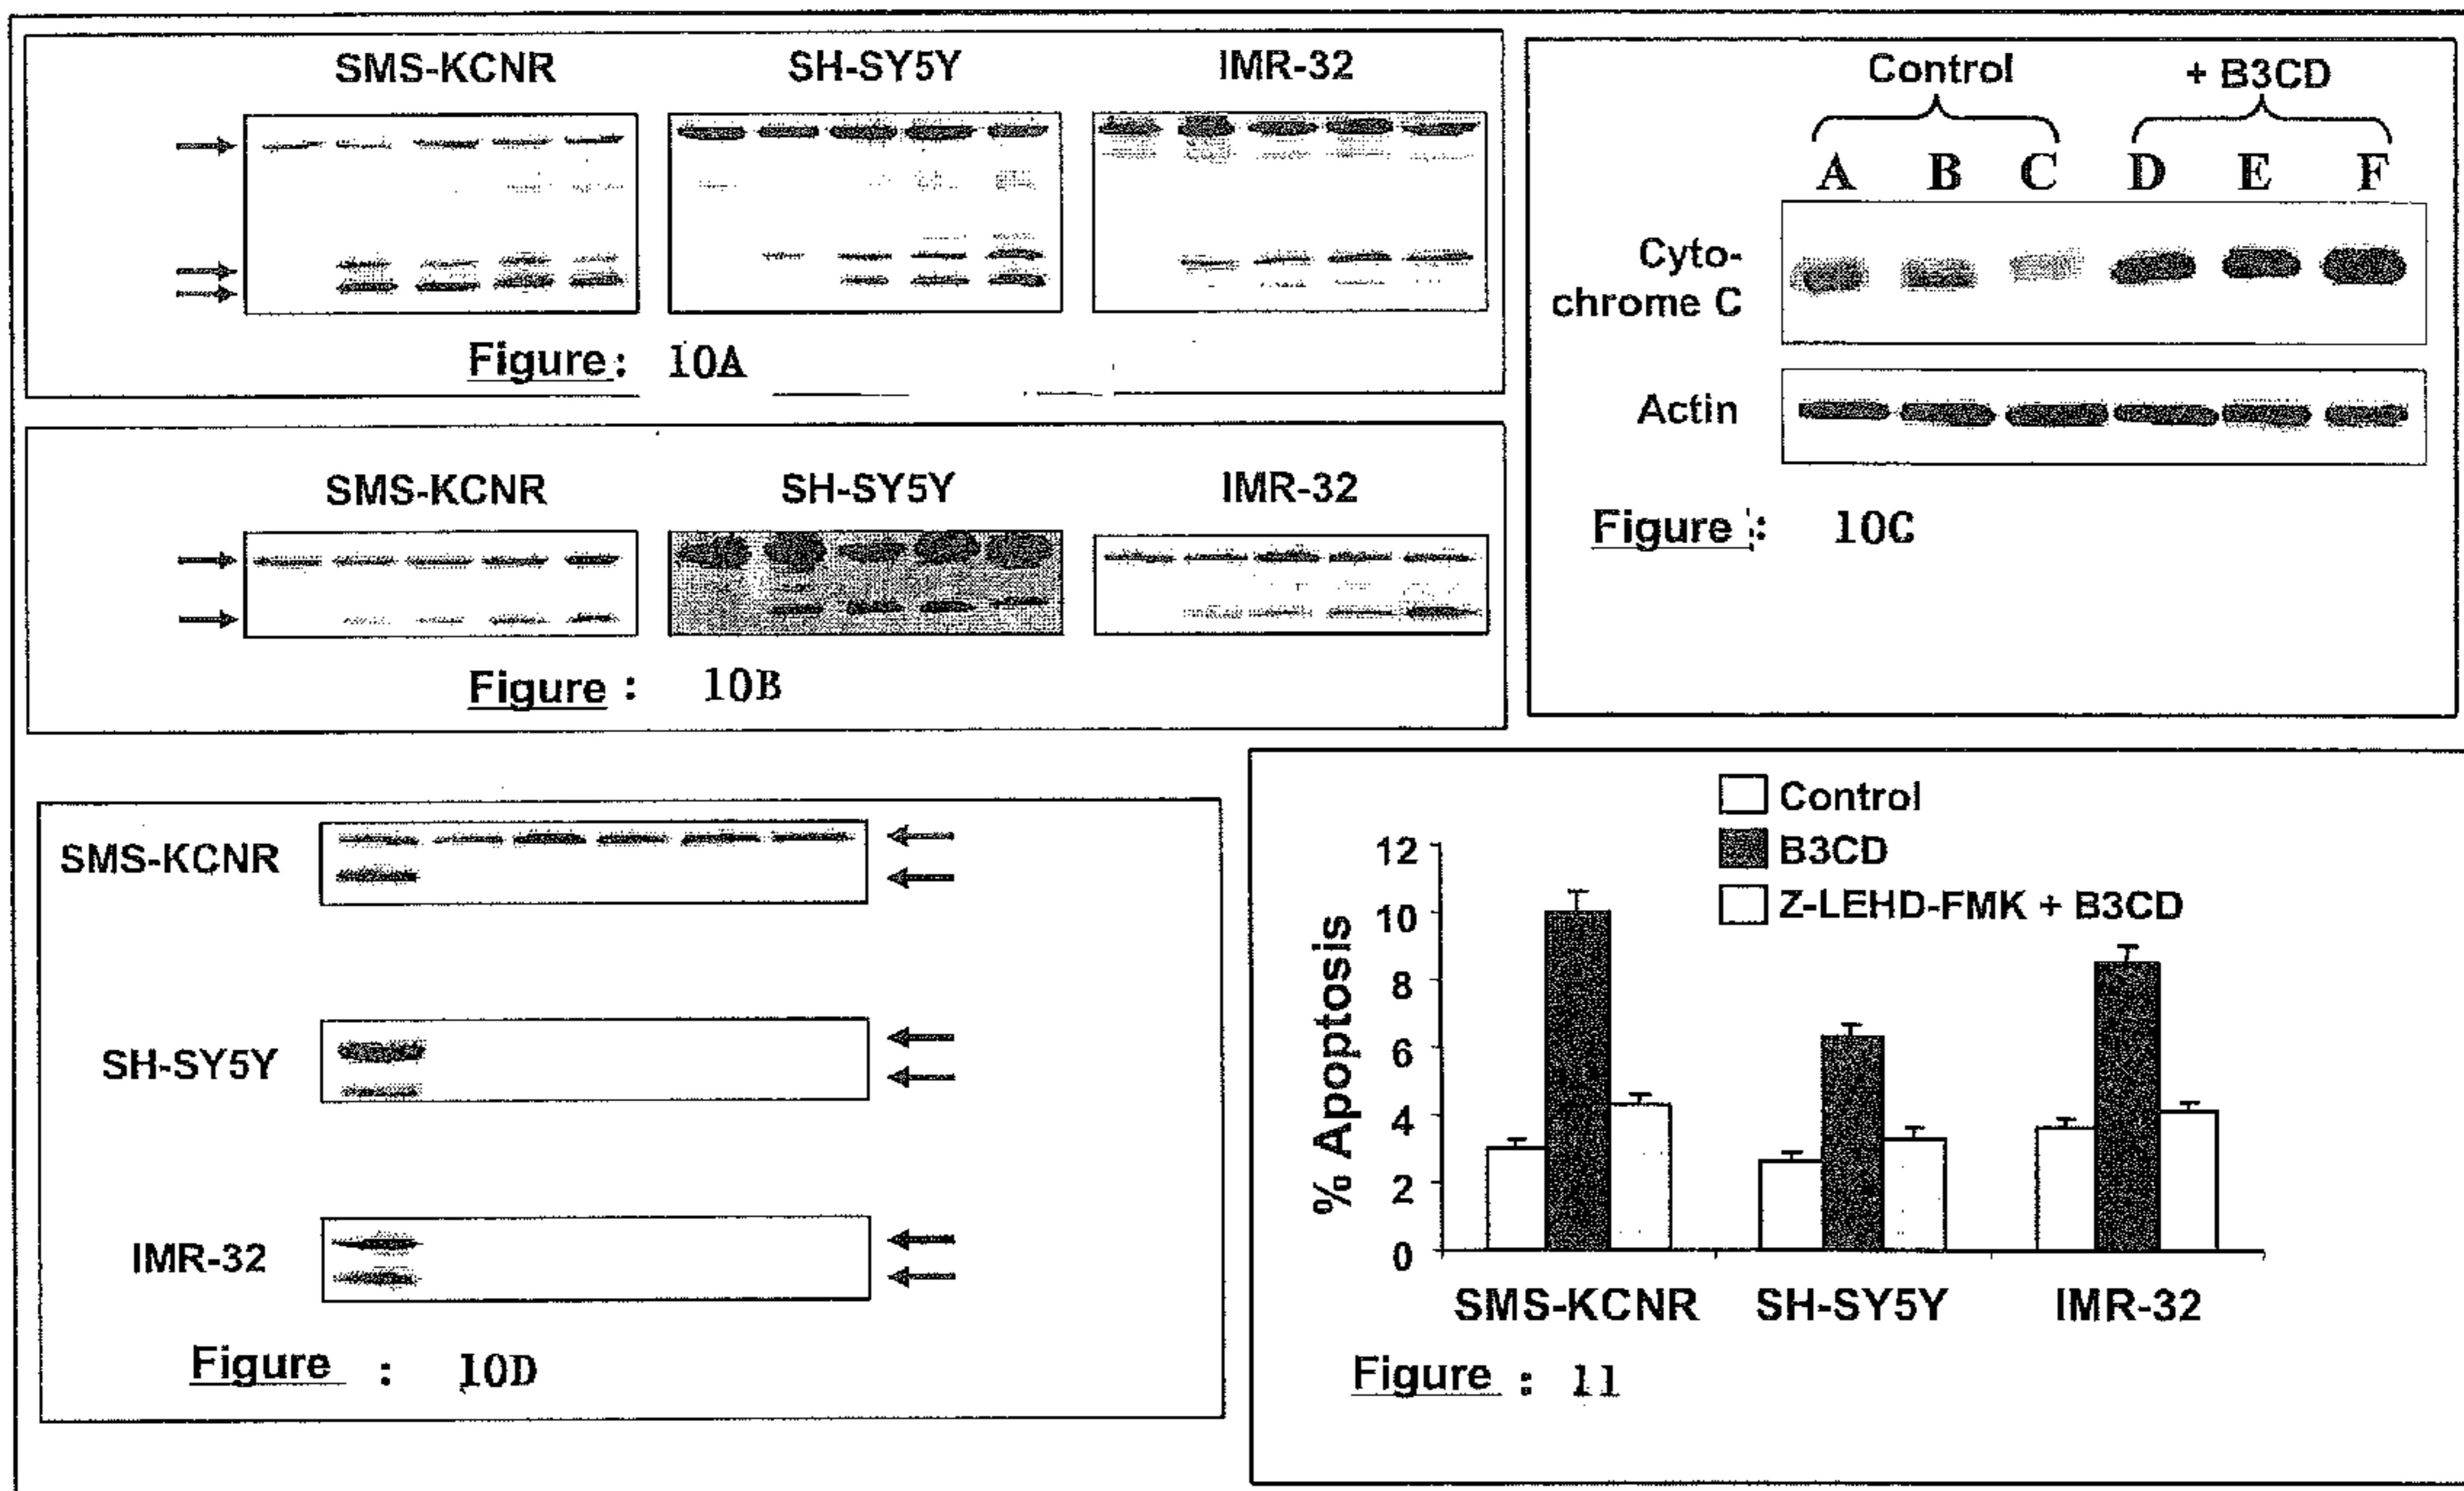 SMS-KCNR SH-SY5Y IMR-32
Figure: 10A
SMS-KCNR SH-SY5Y IMR-32
Figure : 10B
Control + B3CD
A B C D E F
Cyto-
chrome C
Actin
Figure : 10C
SMS-KCNR
SH-SY5Y
IMR-32
Figure : 10D
Control
B3CD
Z-LEHD-FMK + B3CD
% Apoptosis
12
10
8
6
4
2
0
SMS-KCNR SH-SY5Y IMR-32
Figure : 11